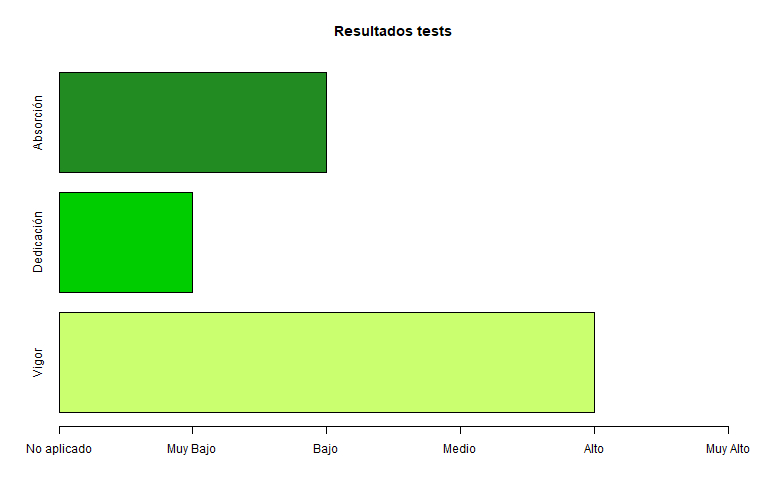 Resultados tests
Absorción
Dedicación
Vigor
No aplicado
Muy Bajo
Bajo
Medio
Alto
Muy Alto